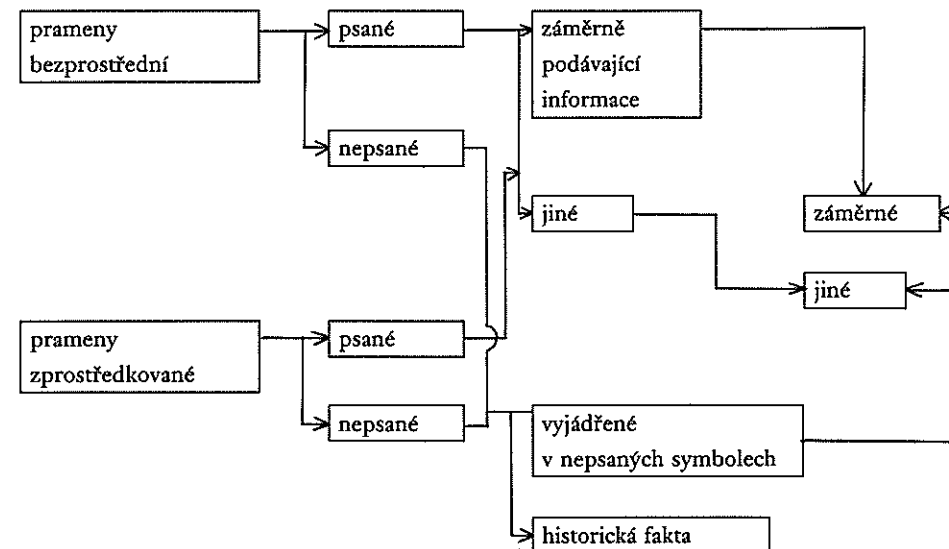 prameny
bezprostřední
psané
záměrně
podávající
informace
nepsané
jiné
záměrné
jiné
prameny
zprostředkované
psané
nepsané
vyjádřené
v nepsaných symbolech
historická fakta